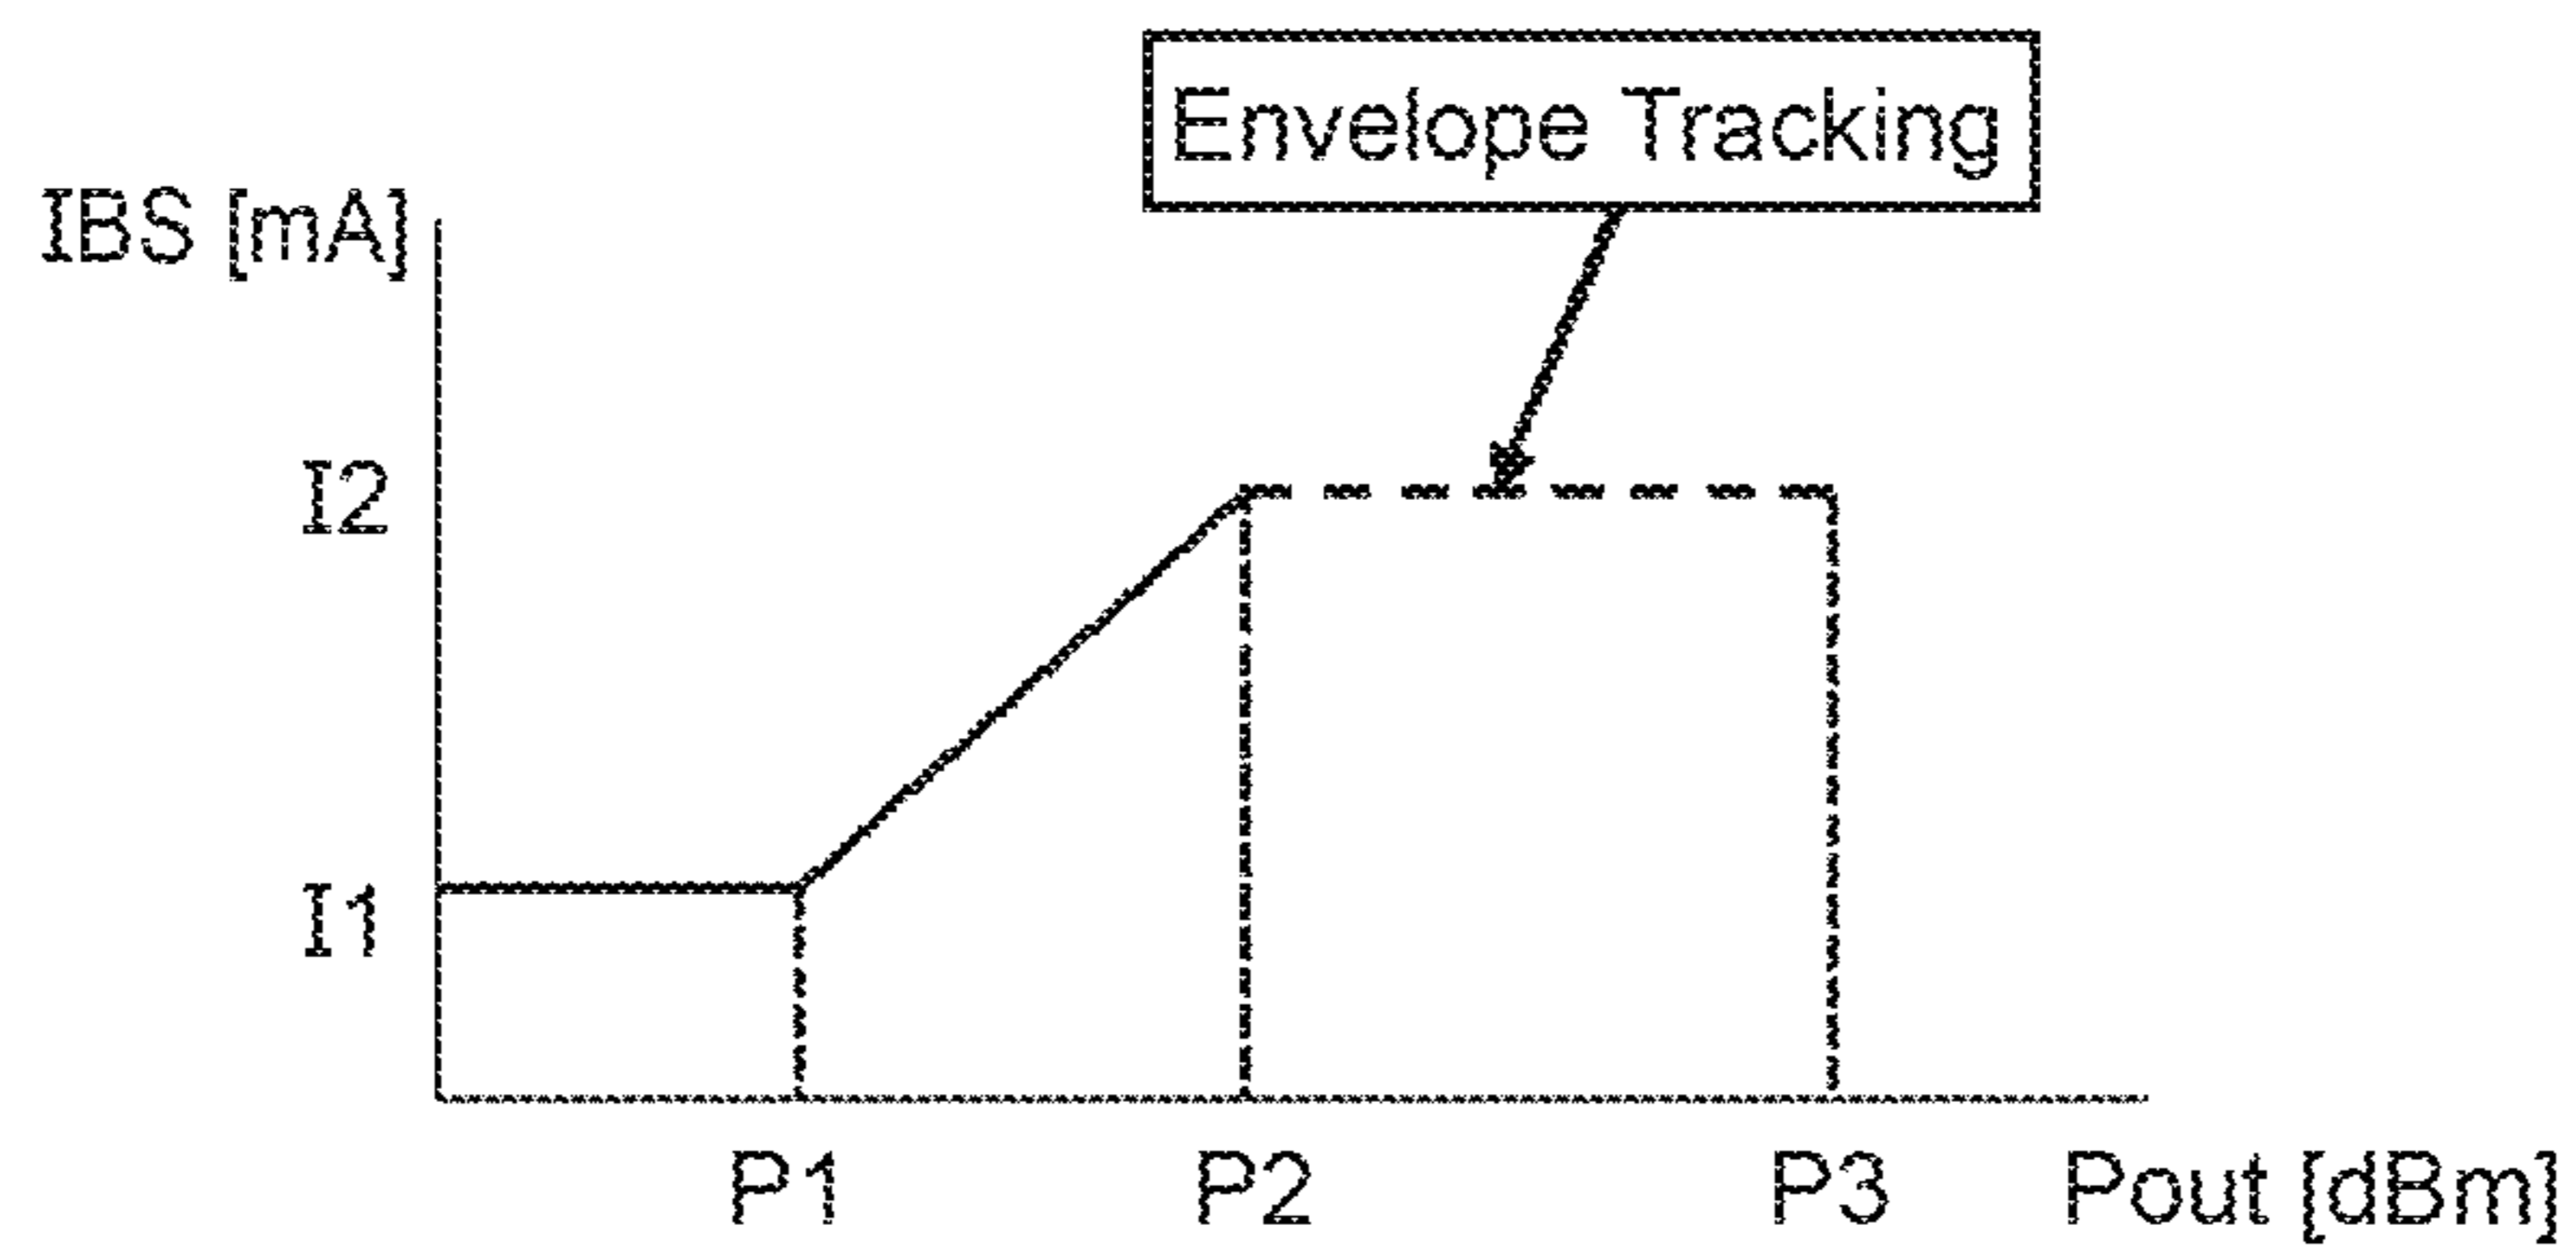 Envelope Tracking
IBS [mA]
I2
I1
P1 P2 P3 Pout [dBm]